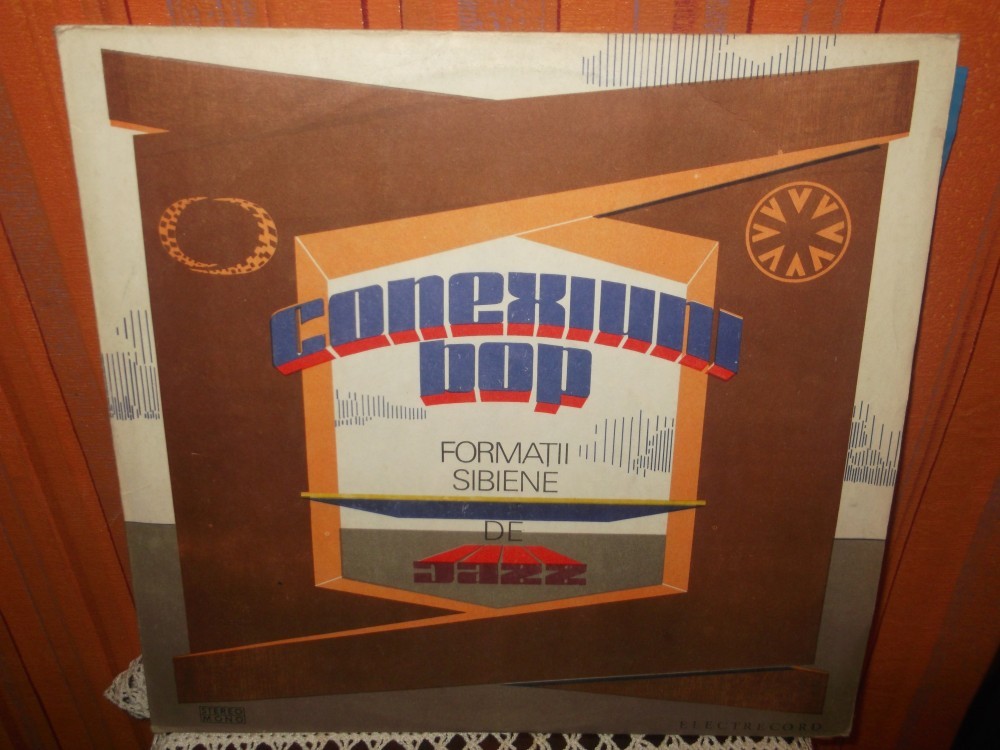 conexiuni
bop
FORMAȚII
SIBIENE
DE
Jazz
STEREO
MONO
ELECTRECORD